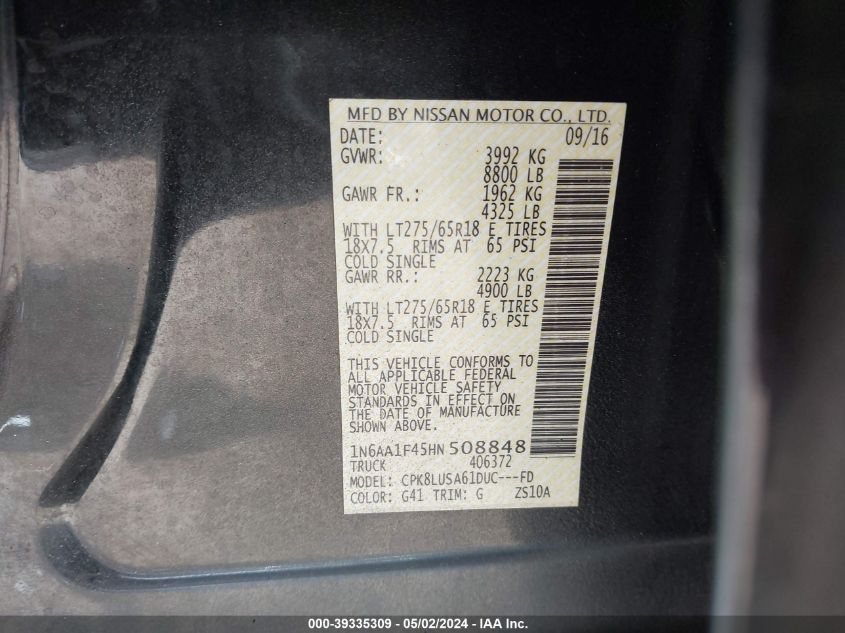 MFD BY NISSAN MOTOR CO., LTD.
DATE: 09/16
GVWR: 3992 KG
8800 LB
GAWR FR.: 1962 KG
4325 LB
WITH LT275/65R18 E TIRES
18X7.5 RIMS AT 65 PSI
COLD SINGLE
GAWR RR.: 2223 KG
4900 LB
WITH LT275/65R18 E TIRES
18X7.5 RIMS AT 65 PSI
COLD SINGLE
THIS VEHICLE CONFORMS TO
ALL APPLICABLE FEDERAL
MOTOR VEHICLE SAFETY
STANDARDS IN EFFECT ON
THE DATE OF MANUFACTURE
SHOWN ABOVE.
1N6AA1F45HN508848
TRUCK 406372
MODEL: CPK8LUSA61DUC---FD
COLOR: G41 TRIM: G ZS10A
000-39335309 — 05/02/2024 — IAA Inc.